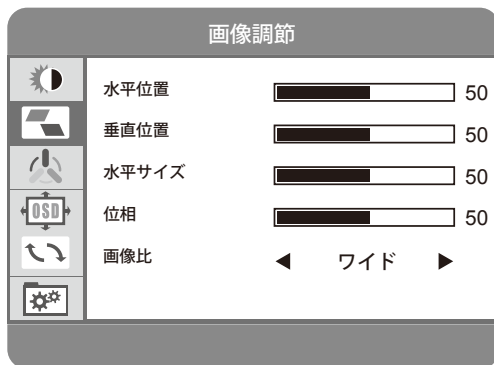 画像調節
水平位置 50
垂直位置 50
水平サイズ 50
位相 50
OSD
画像比 ◀ ワイド ▶